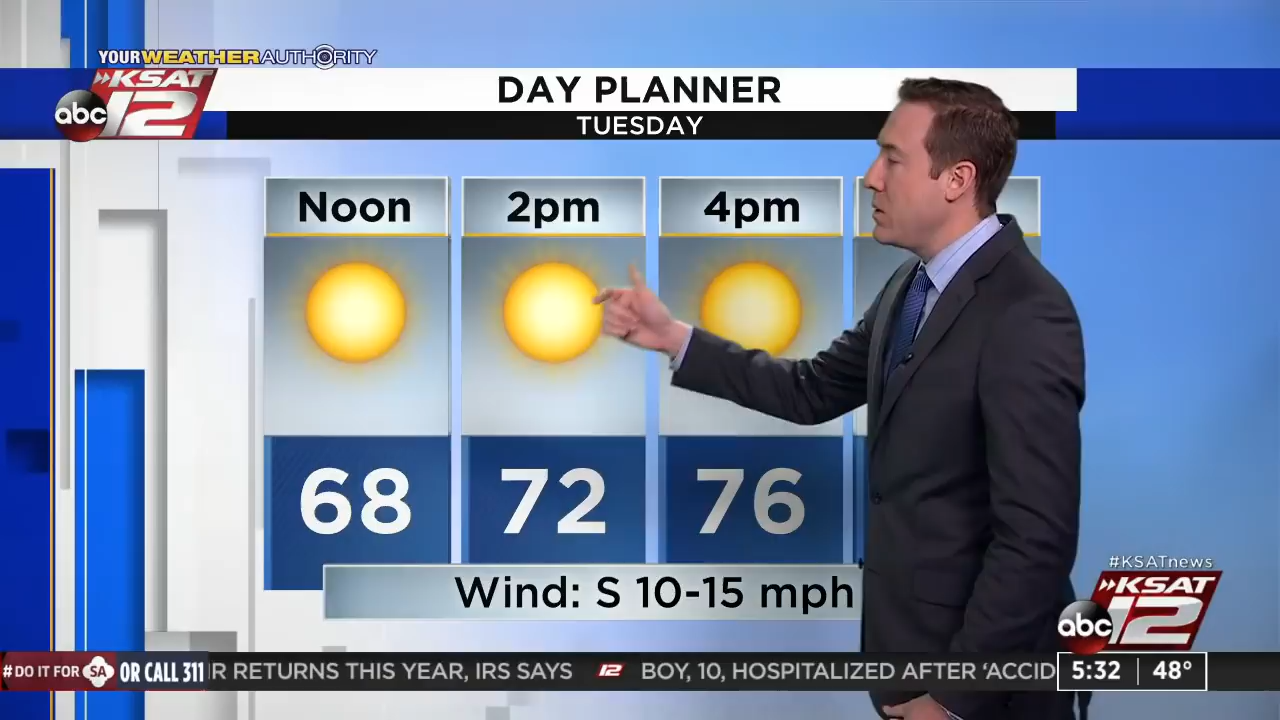 YOUR WEATHER AUTHORITY
KSAT
abc 12
DAY PLANNER
TUESDAY
Noon 2pm 4pm
68 72 76
Wind: S 10-15 mph
#KSATnews
KSAT
abc 12
#DO IT FOR SA OR CALL 311 IR RETURNS THIS YEAR, IRS SAYS 12 BOY, 10, HOSPITALIZED AFTER ‘ACCID 5:32 48°